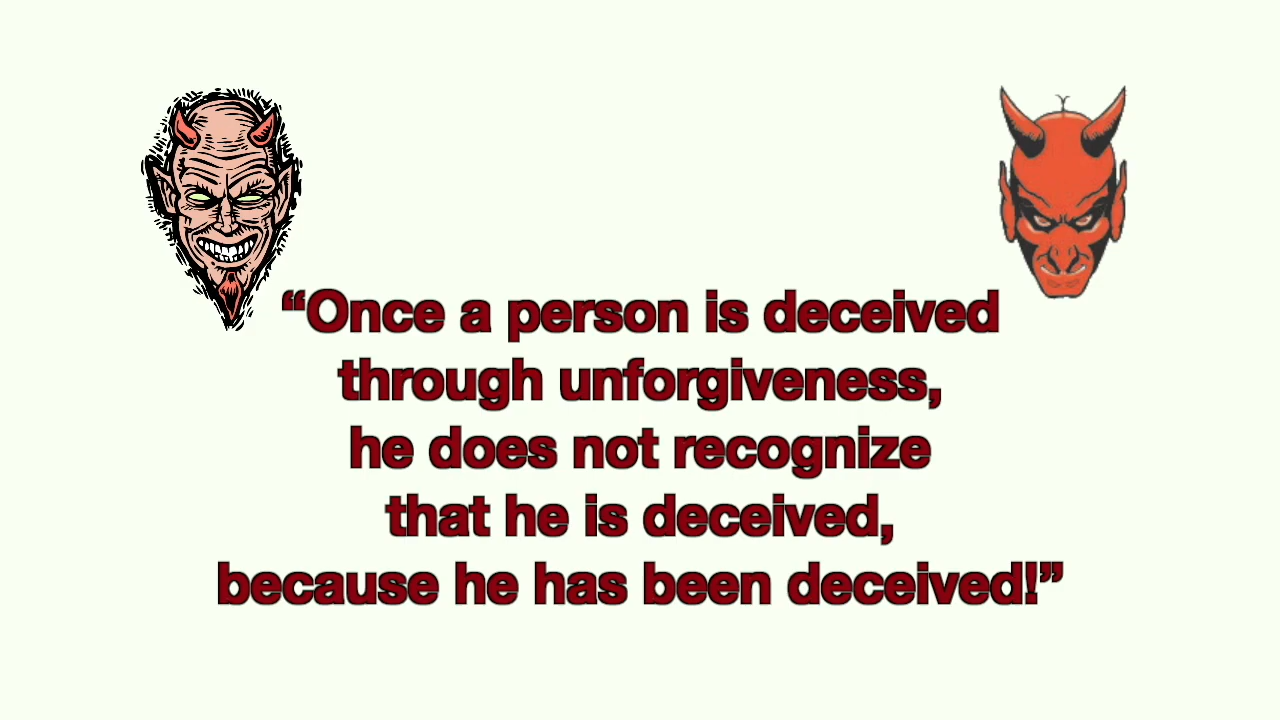 “Once a person is deceived
through unforgiveness,
he does not recognize
that he is deceived,
because he has been deceived!”